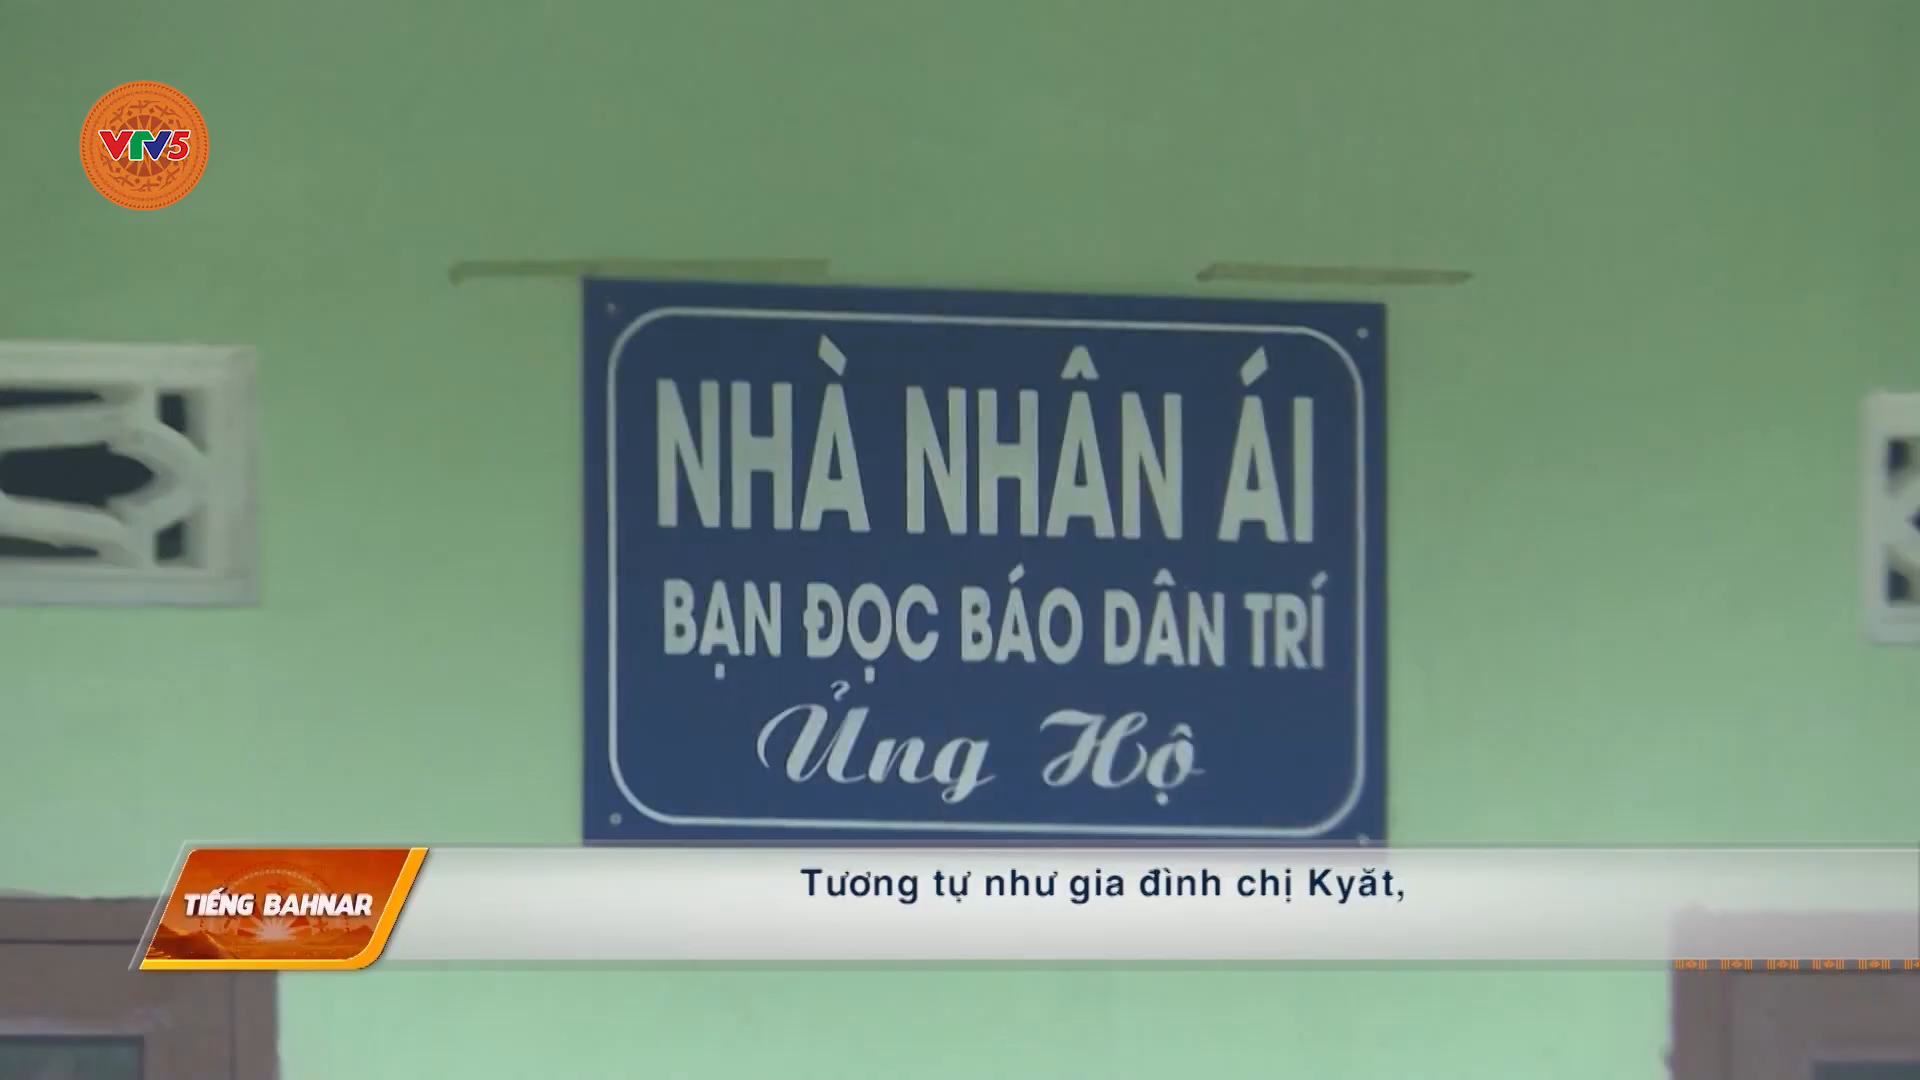 VTV5
NHÀ NHÂN ÁI
BẠN ĐỌC BÁO DÂN TRÍ
Ủng Hộ
Tương tự như gia đình chị Kyăt,
TIẾNG BAHNAR